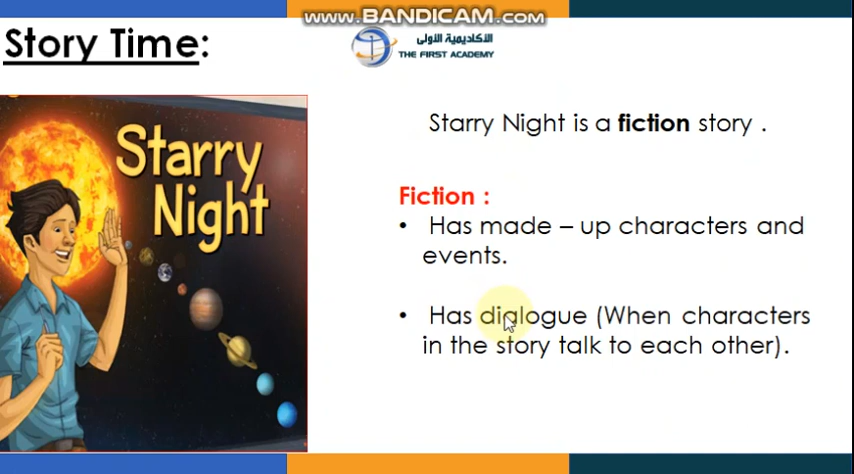 www.BANDICAM.com
Story Time:
الأكاديمية الأولى
THE FIRST ACADEMY
Starry
Night
Starry Night is a fiction story .
Fiction :
• Has made – up characters and
events.
• Has dialogue (When characters
in the story talk to each other).